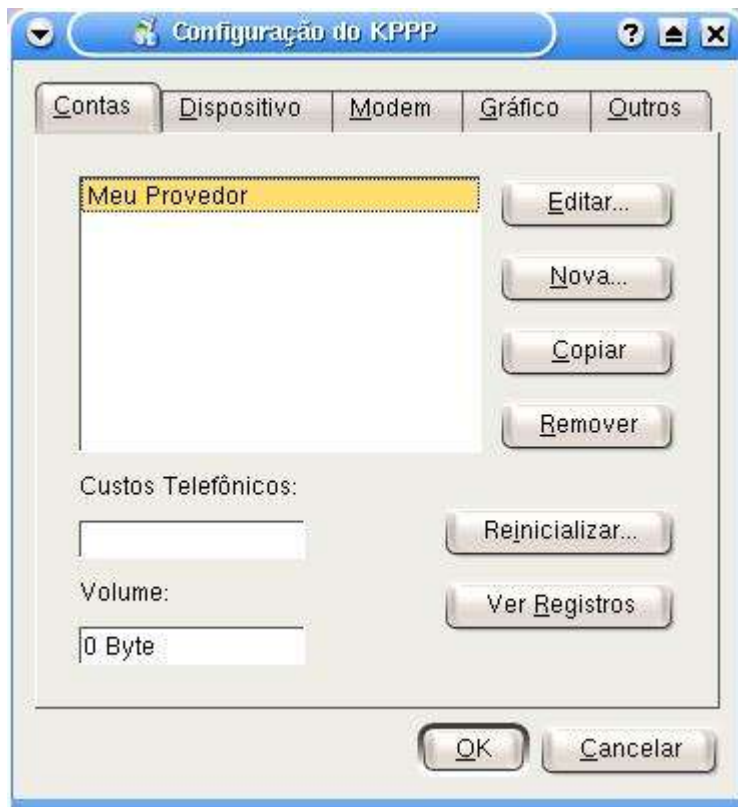 Configuração do KPPP
Contas Dispositivo Modem Gráfico Outros
Meu Provedor
Editar...
Nova...
Copiar
Remover
Custos Telefônicos:
Reinicializar...
Volume:
Ver Registros
0 Byte
OK Cancelar